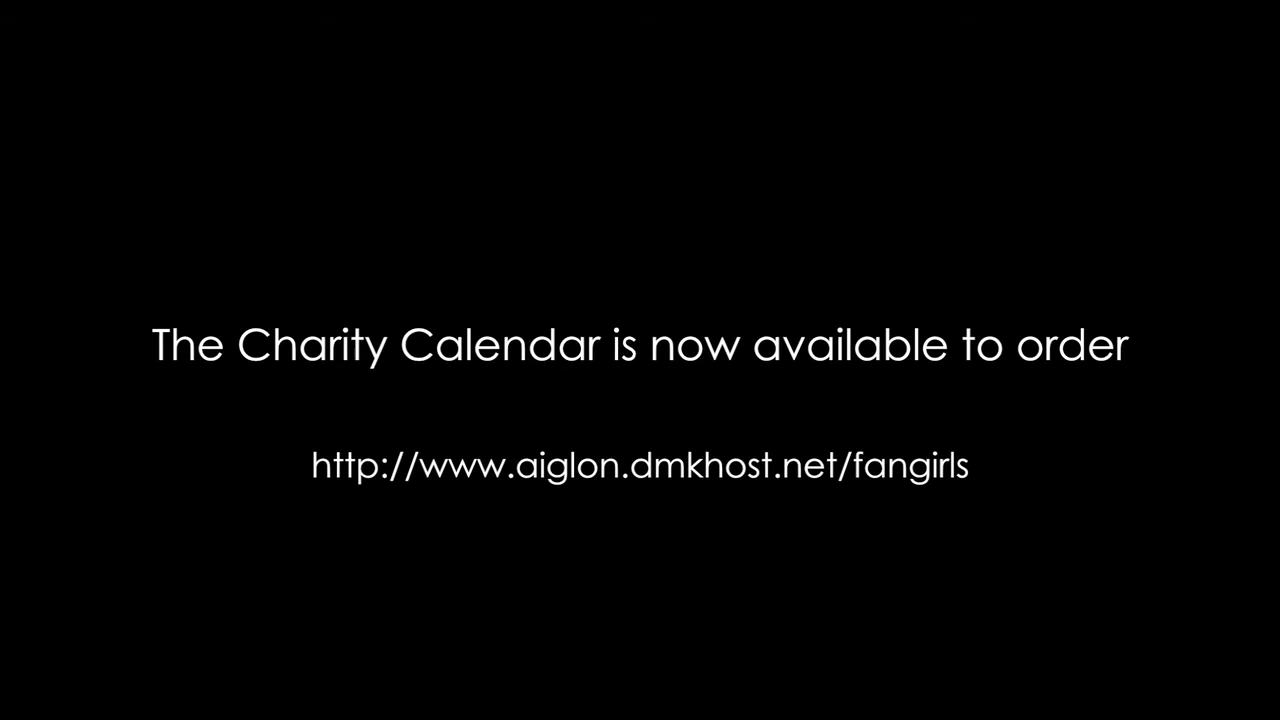 The Charity Calendar is now available to order
http://www.aiglon.dmkhost.net/fangirls